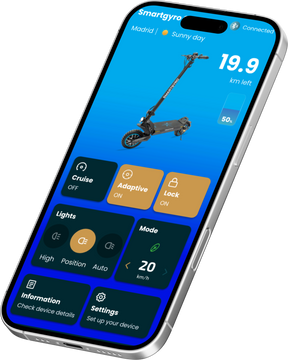 Smartgyro
Connected
Madrid | Sunny day
19.9
km left
50%
Cruise
OFF
Adaptive
ON
Lock
ON
Lights
High Position Auto
Mode
20
km/h
Information
Check device details
Settings
Set up your device